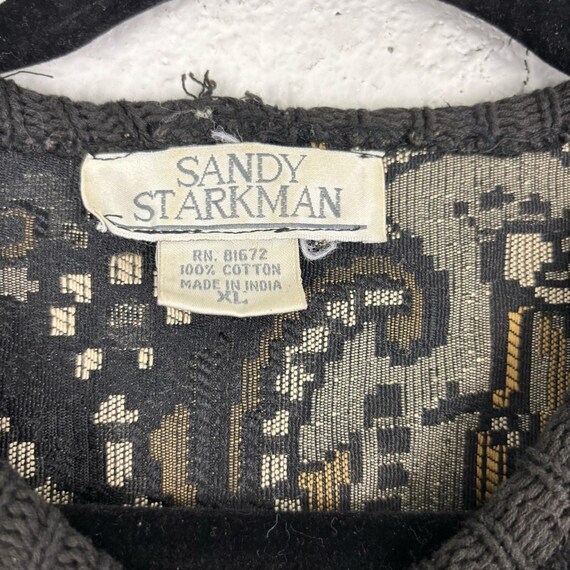 SANDY
STARKMAN
RN. 81672
100% COTTON
MADE IN INDIA
XL